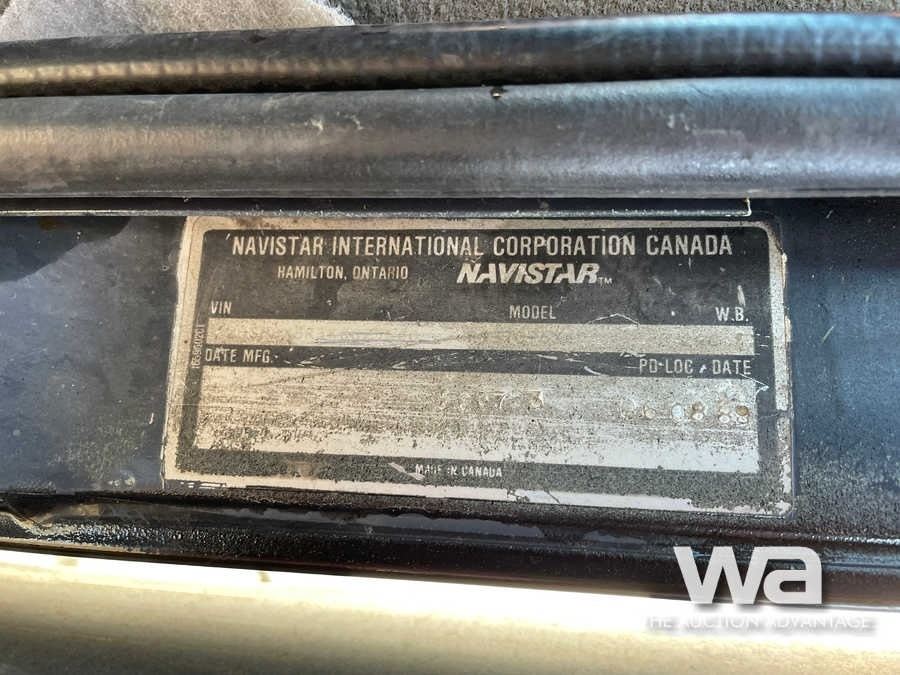 NAVISTAR INTERNATIONAL CORPORATION CANADA
HAMILTON, ONTARIO NAVISTAR™
VIN MODEL W.B.
DATE MFG. PD·LOC·DATE
MADE IN CANADA
wa
THE AUCTION ADVANTAGE